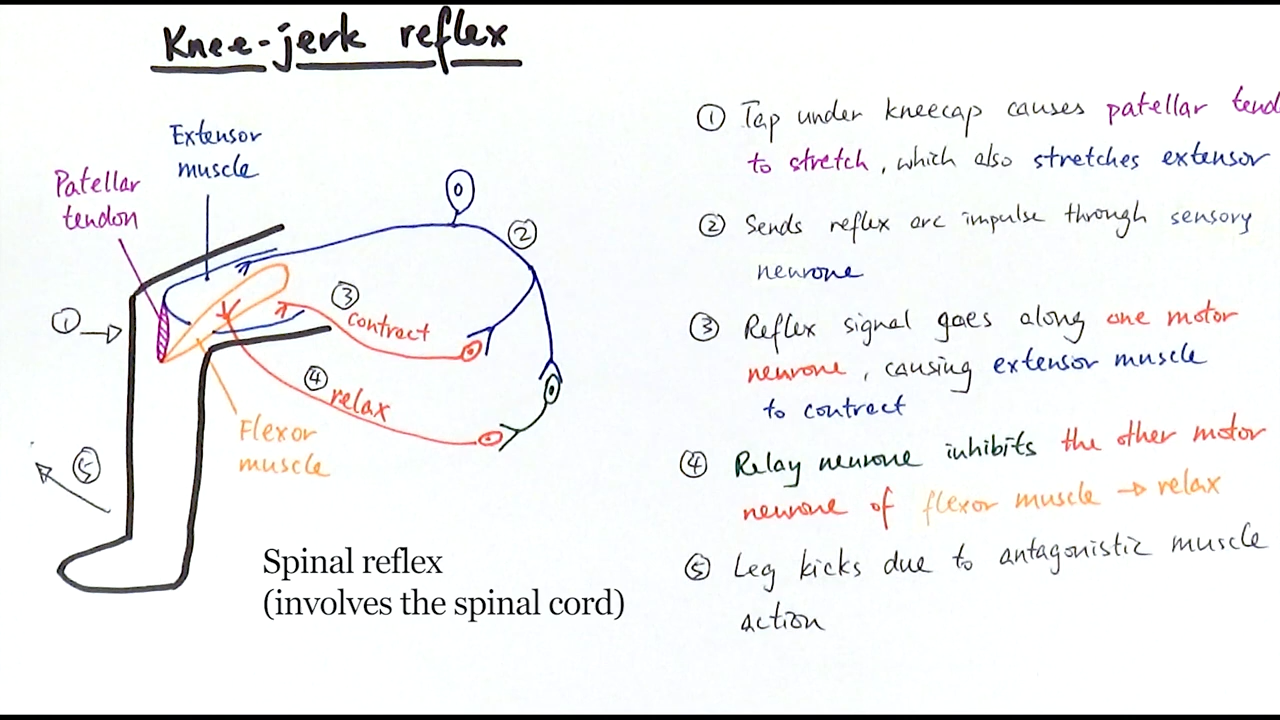 Knee-jerk reflex
Extensor
muscle
Patellar
tendon
①
②
③
contract
④
relax
Flexor
muscle
⑤
Spinal reflex
(involves the spinal cord)
① Tap under kneecap causes patellar tend
to stretch, which also stretches extensor
② Sends reflex arc impulse through sensory
neurone
③ Reflex signal goes along one motor
neurone, causing extensor muscle
to contract
④ Relay neurone inhibits the other motor
neurone of flexor muscle → relax
⑤ Leg kicks due to antagonistic muscle
action